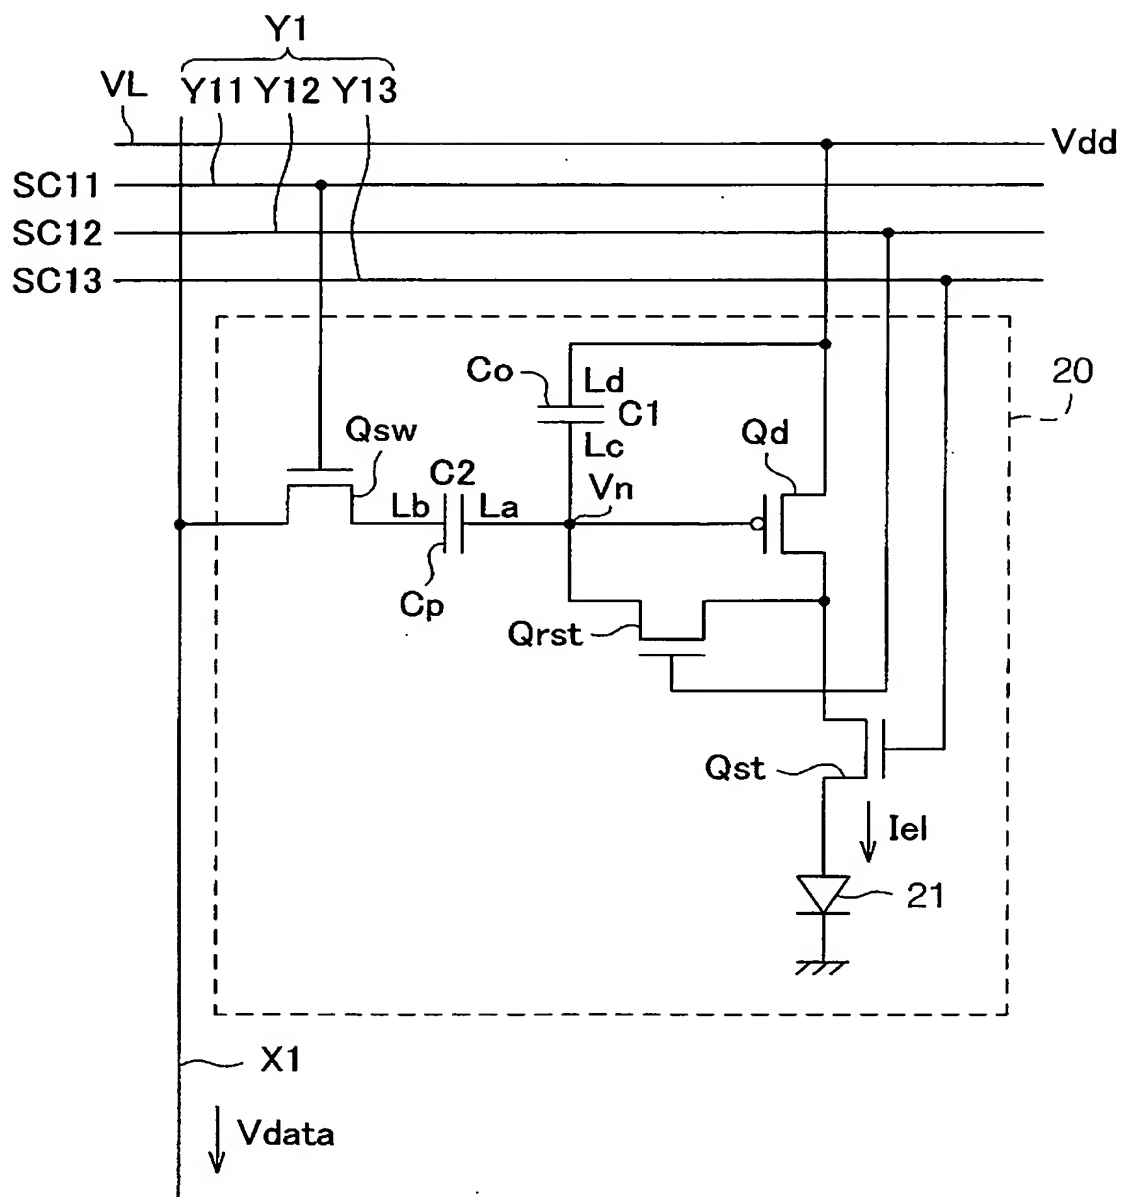 Y1
VL
Y11 Y12 Y13
Vdd
SC11
SC12
SC13
20
Co
Ld
C1
Lc
Qd
Qsw
C2
Vn
Lb
La
Cp
Qrst
Qst
Iel
21
X1
Vdata